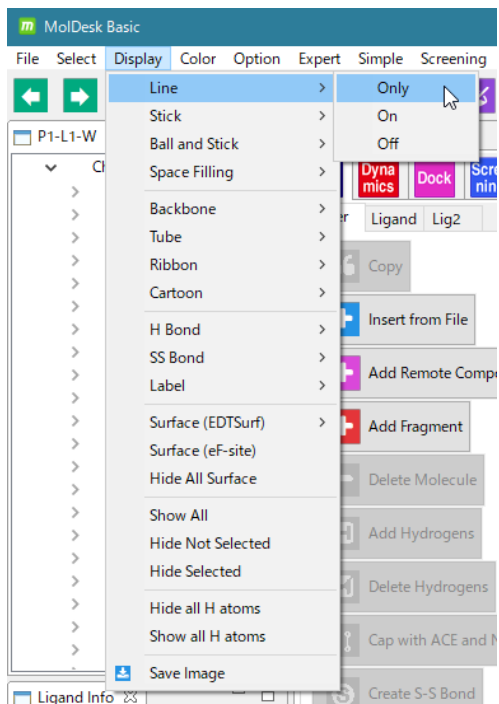 MolDesk Basic
File Select Display Color Option Expert Simple Screening
Line
Only
Stick
On
Ball and Stick
Off
P1-L1-W
Space Filling
Dyna
mics
Dock
Backbone
Ligand Lig2
Tube
Ribbon
Copy
Cartoon
Insert from File
H Bond
SS Bond
Add Remote
Label
Surface (EDTSurf)
Add Fragment
Surface (eF-site)
Hide All Surface
Delete Molecule
Show All
Hide Not Selected
Add Hydrogens
Hide Selected
Delete Hydrogens
Hide all H atoms
Show all H atoms
Cap with ACE and
Save Image
Ligand Info
Create S-S Bond